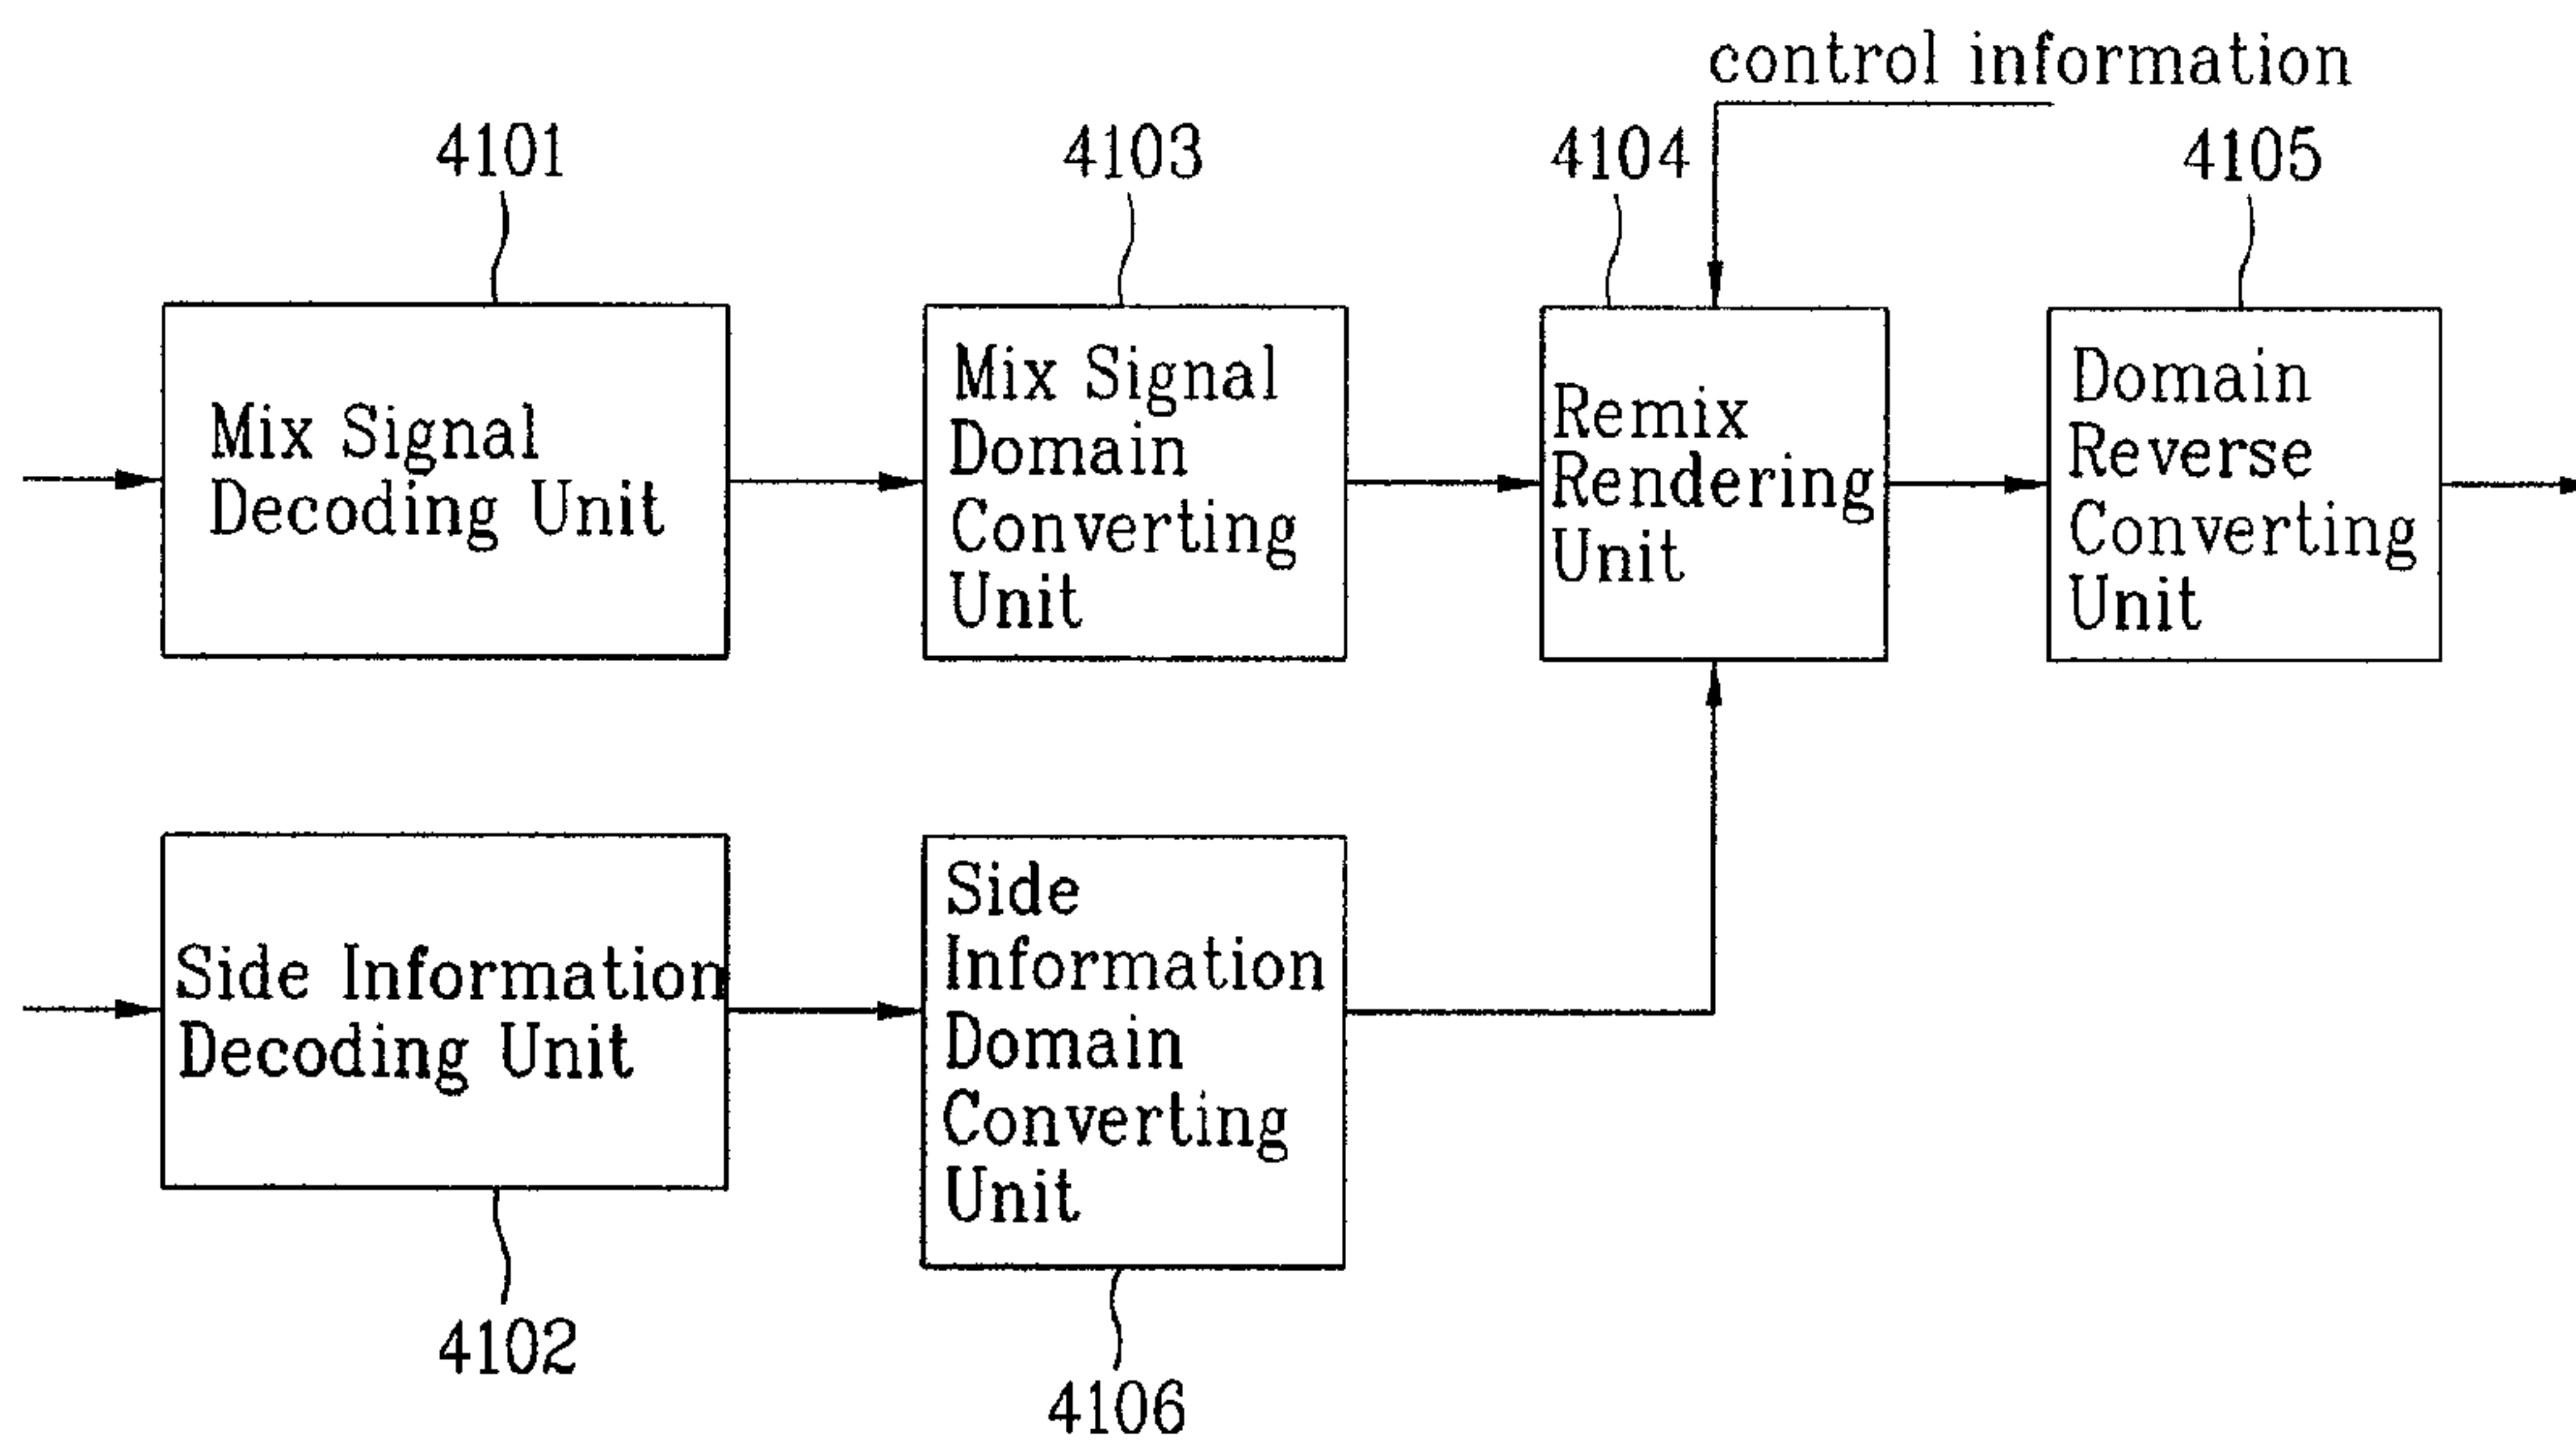 control information
4101
4103
4104
4105
Mix Signal
Decoding Unit
Mix Signal
Domain
Converting
Unit
Remix
Rendering
Unit
Domain
Reverse
Converting
Unit
Side Information
Decoding Unit
Side
Information
Domain
Converting
Unit
4102
4106